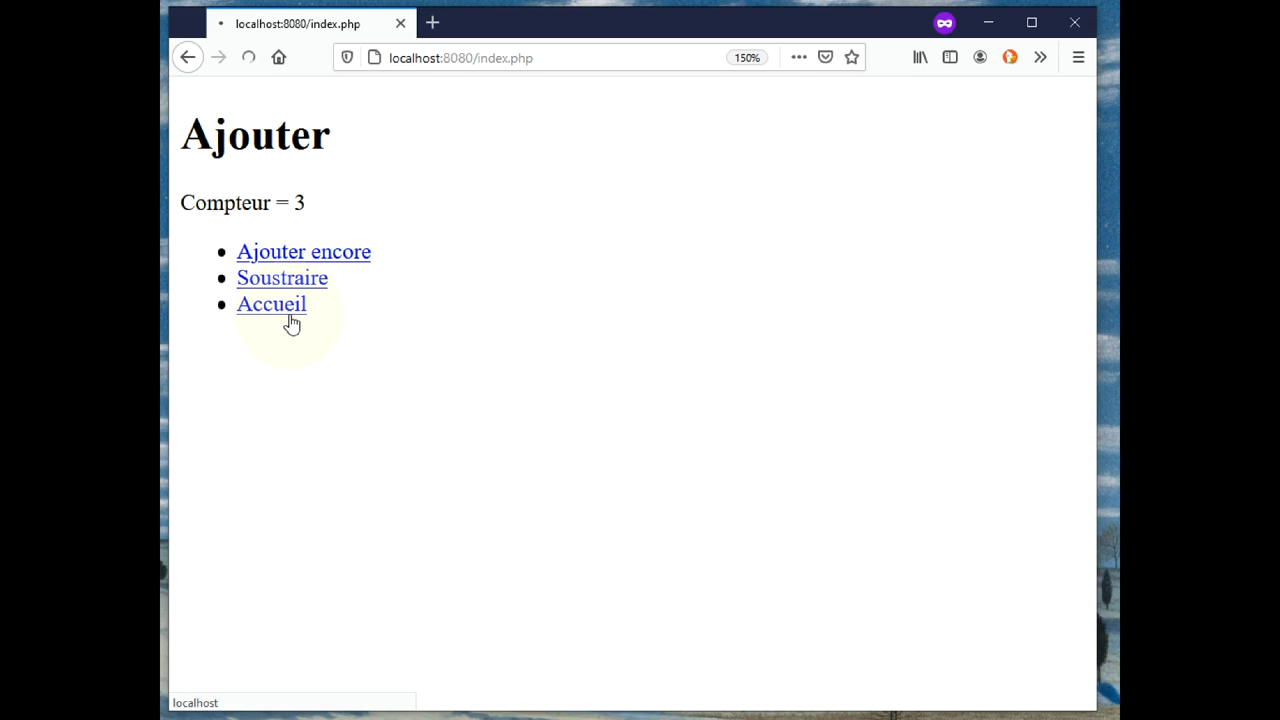 localhost:8080/index.php
localhost:8080/index.php
150%
Ajouter
Compteur = 3
Ajouter encore
Soustraire
Accueil
localhost